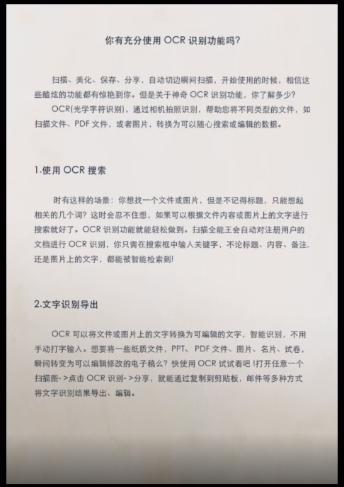 你有充分使用 OCR 识别功能吗?
扫描、美化、保存、分享，自动切边瞬间扫描，开始使用的时候，相信这
些酷炫的功能都有惊艳到你。但是关于神奇 OCR 识别功能，你了解多少?
OCR(光学字符识别)，通过相机拍照识别，帮助您将不同类型的文件，如
扫描文件、PDF 文件，或者图片，转换为可以随心搜索或编辑的数据。
1.使用 OCR 搜索
时有这样的场景：你想找一个文件或图片，但是不记得标题，只能想起
相关的几个词？这时会忍不住想，如果可以根据文件内容或图片上的文字进行
搜索就好了。OCR 识别功能就能轻松做到。扫描全能王会自动对注册用户的
文档进行 OCR 识别，你只需在搜索框中输入关键字，不论标题、内容、备注,
还是图片上的文字，都能被智能检索到!
2.文字识别导出
OCR 可以将文件或图片上的文字转换为可编辑的文字，智能识别，不用
手动打字输入。想要将一些纸质文件，PPT、 PDF 文件、图片、名片、试卷，
瞬间转变为可以编辑修改的电子稿么？快使用 OCR 试试看吧 !打开任意一个
扫描图- >点击 OCR 识别- >分享，就能通过复制到剪贴板，邮件等多种方式
将文字识别结果导出、编辑。